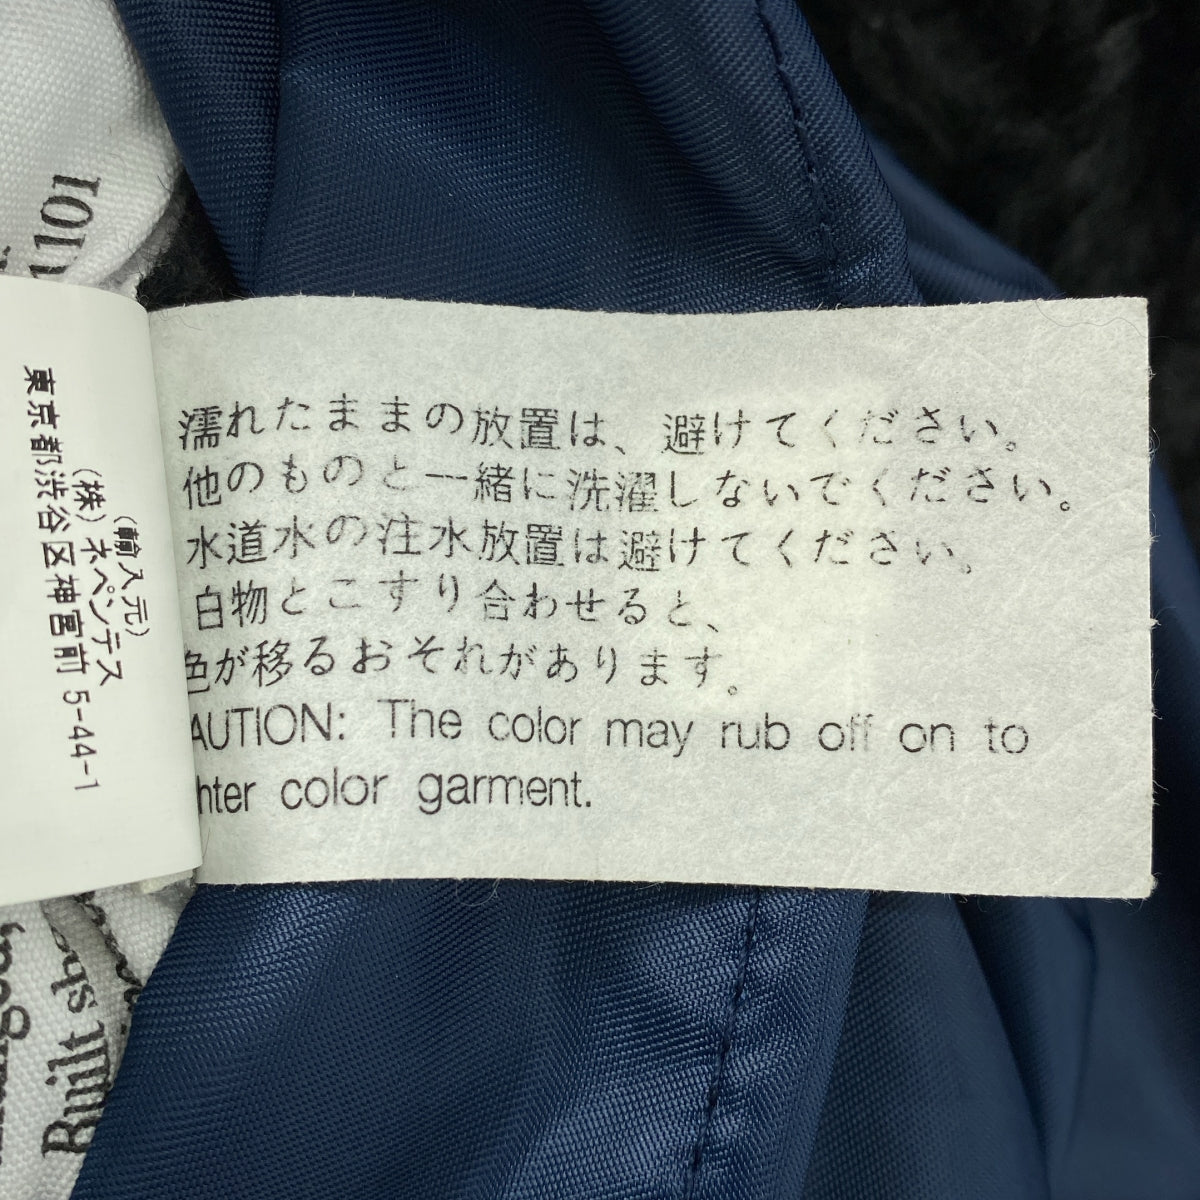 濡れたままの放置は、避けてください。
他のものと一緒に洗濯しないでください。
水道水の注水放置は避けてください。
白物とこすり合わせると、
色が移るおそれがあります。
AUTION: The color may rub off on to
hter color garment.
(輸入元)
(株)ネペンテス
東京都渋谷区神宮前 5-44-1
101
Built